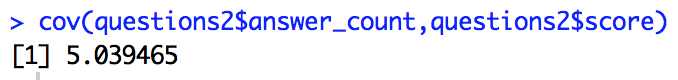 > cov(questions2$answer_count,questions2$score)
[1] 5.039465